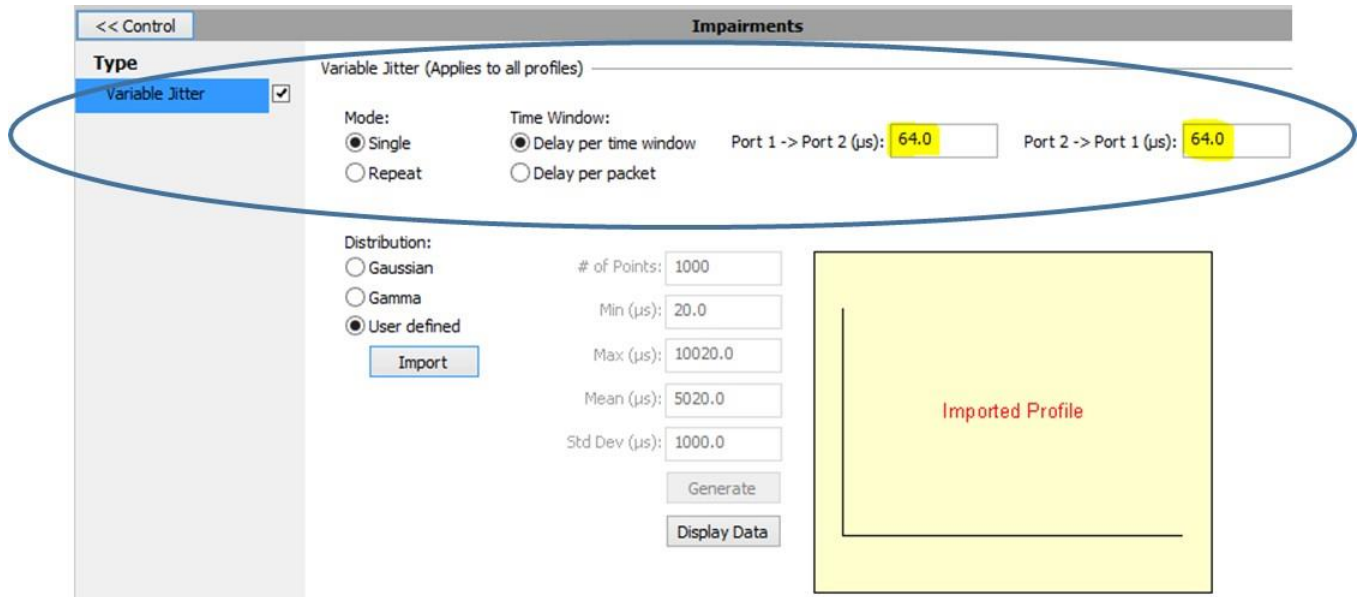 << Control
Impairments
Type
Variable Jitter
Variable Jitter (Applies to all profiles)
Mode:
Single
Repeat
Time Window:
Delay per time window
Delay per packet
Port 1 -> Port 2 (µs): 64.0
Port 2 -> Port 1 (µs): 64.0
Distribution:
Gaussian
Gamma
User defined
Import
# of Points: 1000
Min (µs): 20.0
Max (µs): 10020.0
Mean (µs): 5020.0
Std Dev (µs): 1000.0
Generate
Display Data
Imported Profile